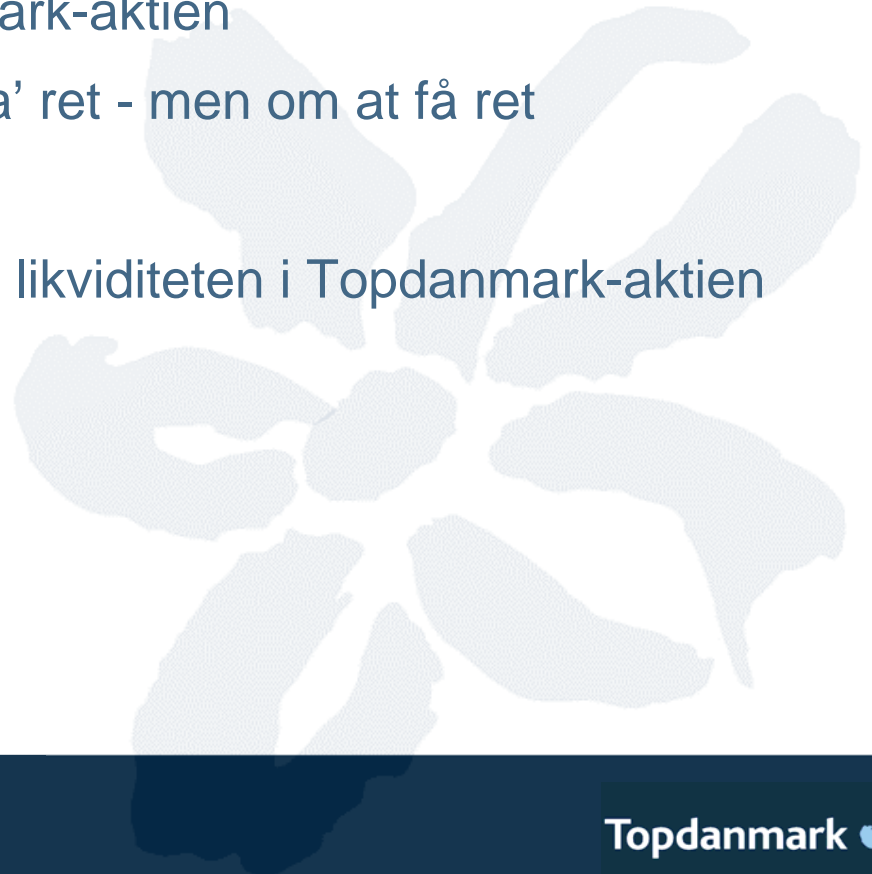 ark-aktien
a’ ret - men om at få ret
likviditeten i Topdanmark-aktien
Topdanmark